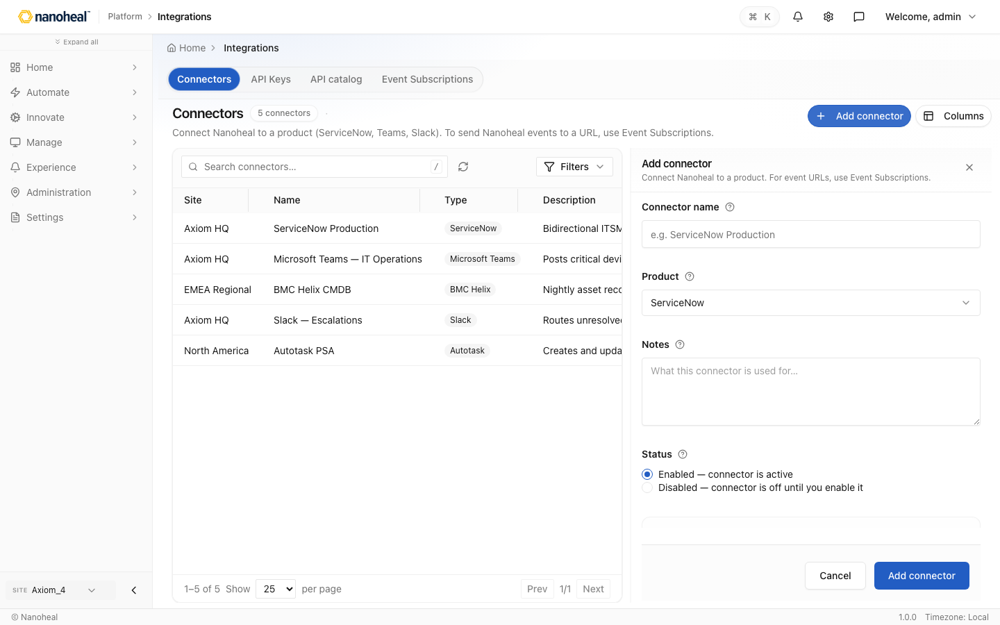 nanoheal™
Platform > Integrations
⌘ K
Welcome, admin
Expand all
Home
Automate
Innovate
Manage
Experience
Administration
Settings
SITE Axiom_4
Home > Integrations
Connectors API Keys API catalog Event Subscriptions
Connectors 5 connectors ·
Connect Nanoheal to a product (ServiceNow, Teams, Slack). To send Nanoheal events to a URL, use Event Subscriptions.
+ Add connector
Columns
Search connectors... /
Filters
Site Name Type Description
Axiom HQ ServiceNow Production ServiceNow Bidirectional ITSM
Axiom HQ Microsoft Teams — IT Operations Microsoft Teams Posts critical devi
EMEA Regional BMC Helix CMDB BMC Helix Nightly asset reco
Axiom HQ Slack — Escalations Slack Routes unresolved
North America Autotask PSA Autotask Creates and upda
1–5 of 5 Show 25 per page
Prev 1/1 Next
Add connector
Connect Nanoheal to a product. For event URLs, use Event Subscriptions.
Connector name
e.g. ServiceNow Production
Product
ServiceNow
Notes
What this connector is used for...
Status
Enabled — connector is active
Disabled — connector is off until you enable it
Cancel
Add connector
© Nanoheal
1.0.0 Timezone: Local